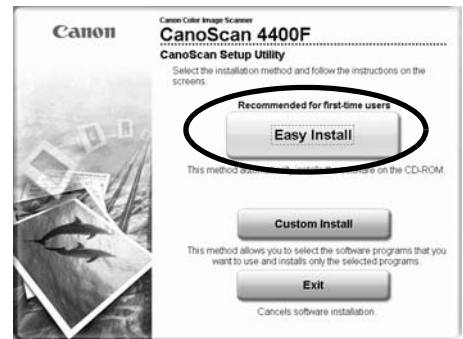 Canon
Canon Color Image Scanner
CanoScan 4400F
CanoScan Setup Utility
Select the installation method and follow the instructions on the
screens.
Recommended for first-time users
Easy Install
This method automatically installs the software on the CD-ROM.
Custom Install
This method allows you to select the software programs that you
want to use and installs only the selected programs.
Exit
Cancels software installation.